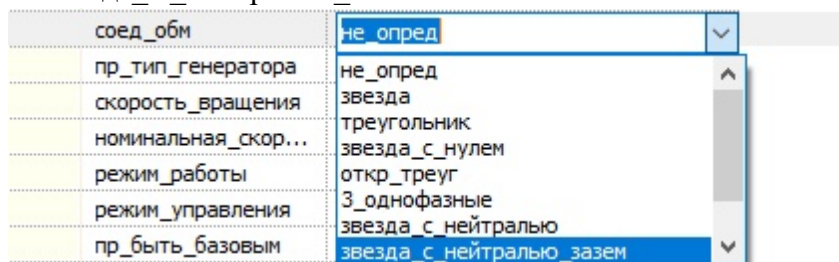 соед_обм не_опред
пр_тип_генератора не_опред
скорость_вращения звезда
треугольник
номинальная_скор... звезда_с_нулем
режим_работы откр_треуг
3_однофазные
режим_управления звезда_с_нейтралью
пр_быть_базовым звезда_с_нейтралью_зазем